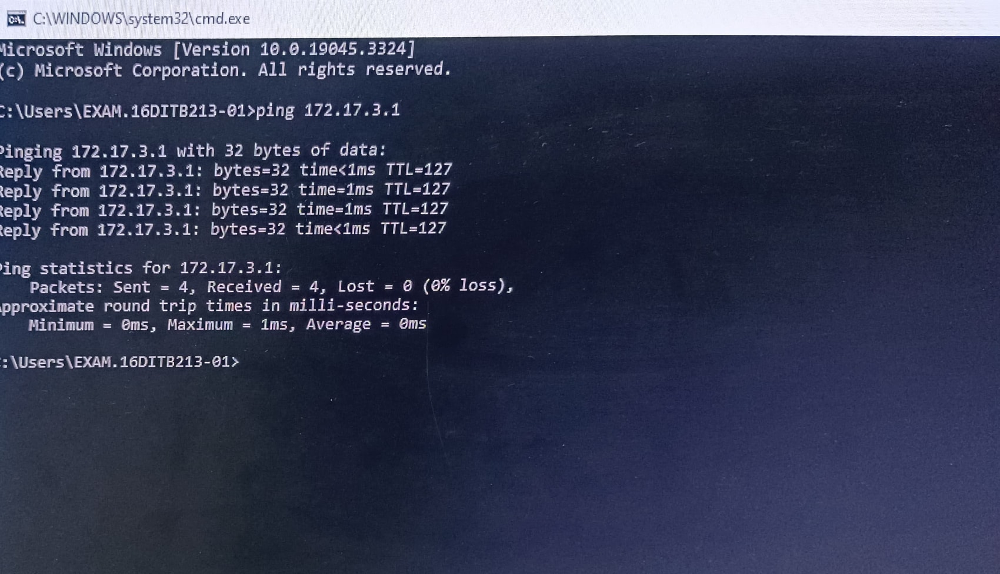 C:\WINDOWS\system32\cmd.exe
Microsoft Windows [Version 10.0.19045.3324]
(c) Microsoft Corporation. All rights reserved.
C:\Users\EXAM.16DITB213-01>ping 172.17.3.1
Pinging 172.17.3.1 with 32 bytes of data:
Reply from 172.17.3.1: bytes=32 time<1ms TTL=127
Reply from 172.17.3.1: bytes=32 time=1ms TTL=127
Reply from 172.17.3.1: bytes=32 time=1ms TTL=127
Reply from 172.17.3.1: bytes=32 time<1ms TTL=127
Ping statistics for 172.17.3.1:
Packets: Sent = 4, Received = 4, Lost = 0 (0% loss),
Approximate round trip times in milli-seconds:
Minimum = 0ms, Maximum = 1ms, Average = 0ms
C:\Users\EXAM.16DITB213-01>